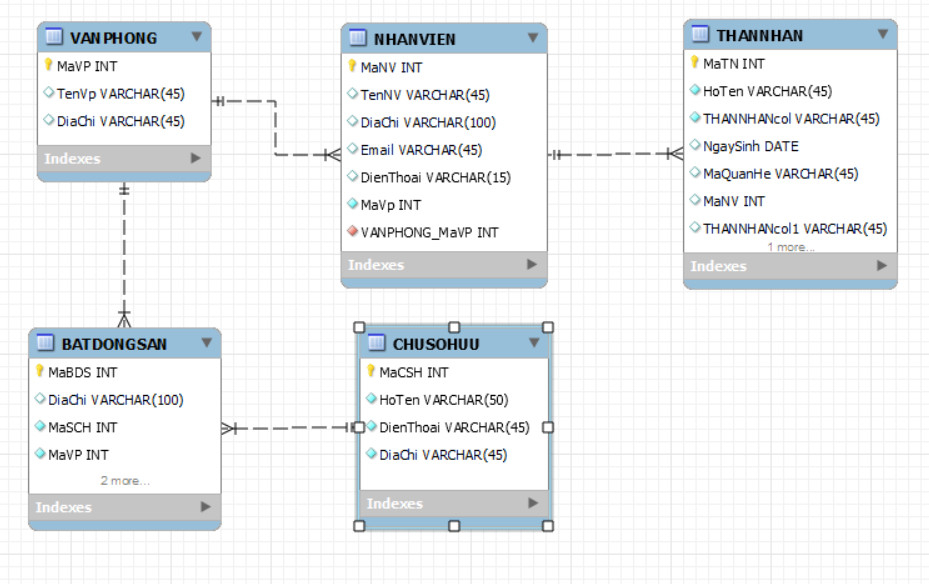 VANPHONG
MaVP INT
TenVp VARCHAR(45)
DiaChi VARCHAR(45)
Indexes
NHANVIEN
MaNV INT
TenNV VARCHAR(45)
DiaChi VARCHAR(100)
Email VARCHAR(45)
DienThoai VARCHAR(15)
MaVp INT
VANPHONG_MaVP INT
Indexes
THANNHAN
MaTN INT
HoTen VARCHAR(45)
THANNHANcol VARCHAR(45)
NgaySinh DATE
MaQuanHe VARCHAR(45)
MaNV INT
THANNHANcol1 VARCHAR(45)
1 more...
Indexes
BATDONGSAN
MaBDS INT
DiaChi VARCHAR(100)
MaSCH INT
MaVP INT
2 more...
Indexes
CHUSOHUU
MaCSH INT
HoTen VARCHAR(50)
DienThoai VARCHAR(45)
DiaChi VARCHAR(45)
Indexes